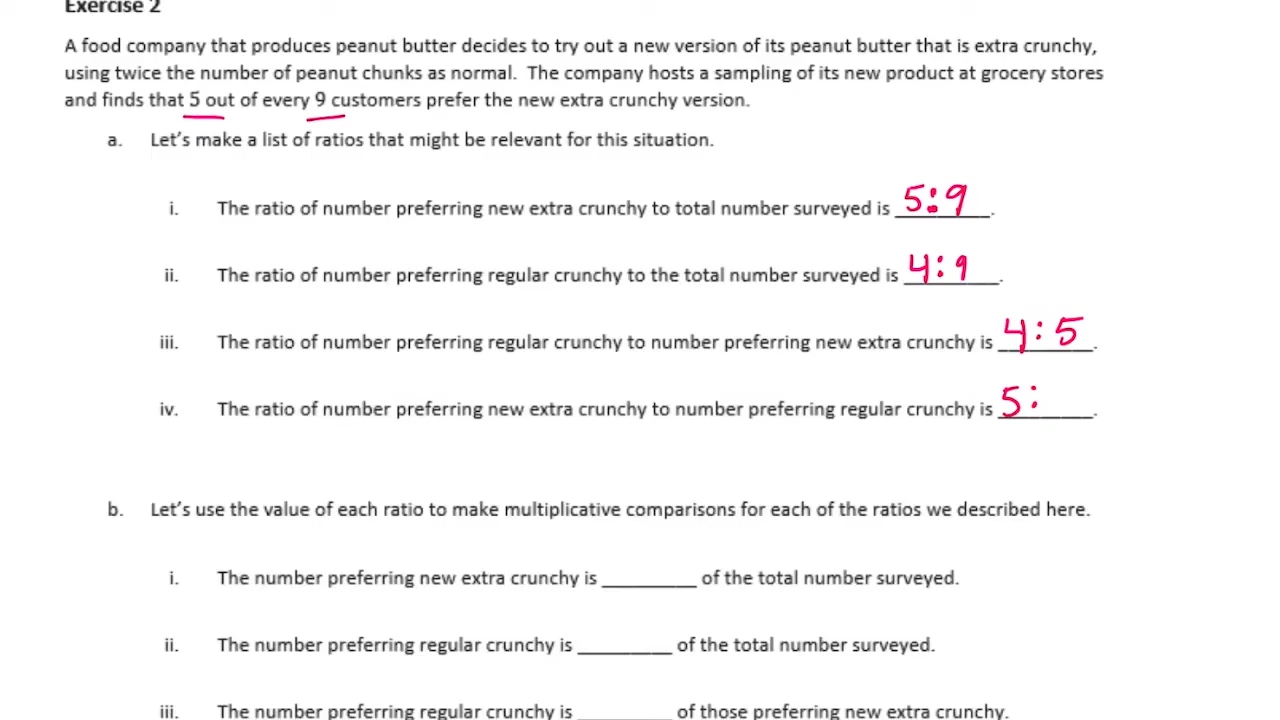 Exercise 2
A food company that produces peanut butter decides to try out a new version of its peanut butter that is extra crunchy,
using twice the number of peanut chunks as normal. The company hosts a sampling of its new product at grocery stores
and finds that 5 out of every 9 customers prefer the new extra crunchy version.
a. Let's make a list of ratios that might be relevant for this situation.
i. The ratio of number preferring new extra crunchy to total number surveyed is 5:9.
ii. The ratio of number preferring regular crunchy to the total number surveyed is 4:9.
iii. The ratio of number preferring regular crunchy to number preferring new extra crunchy is 4:5.
iv. The ratio of number preferring new extra crunchy to number preferring regular crunchy is 5:.
b. Let's use the value of each ratio to make multiplicative comparisons for each of the ratios we described here.
i. The number preferring new extra crunchy is _________ of the total number surveyed.
ii. The number preferring regular crunchy is _________ of the total number surveyed.
iii. The number preferring regular crunchy is _________ of those preferring new extra crunchy.